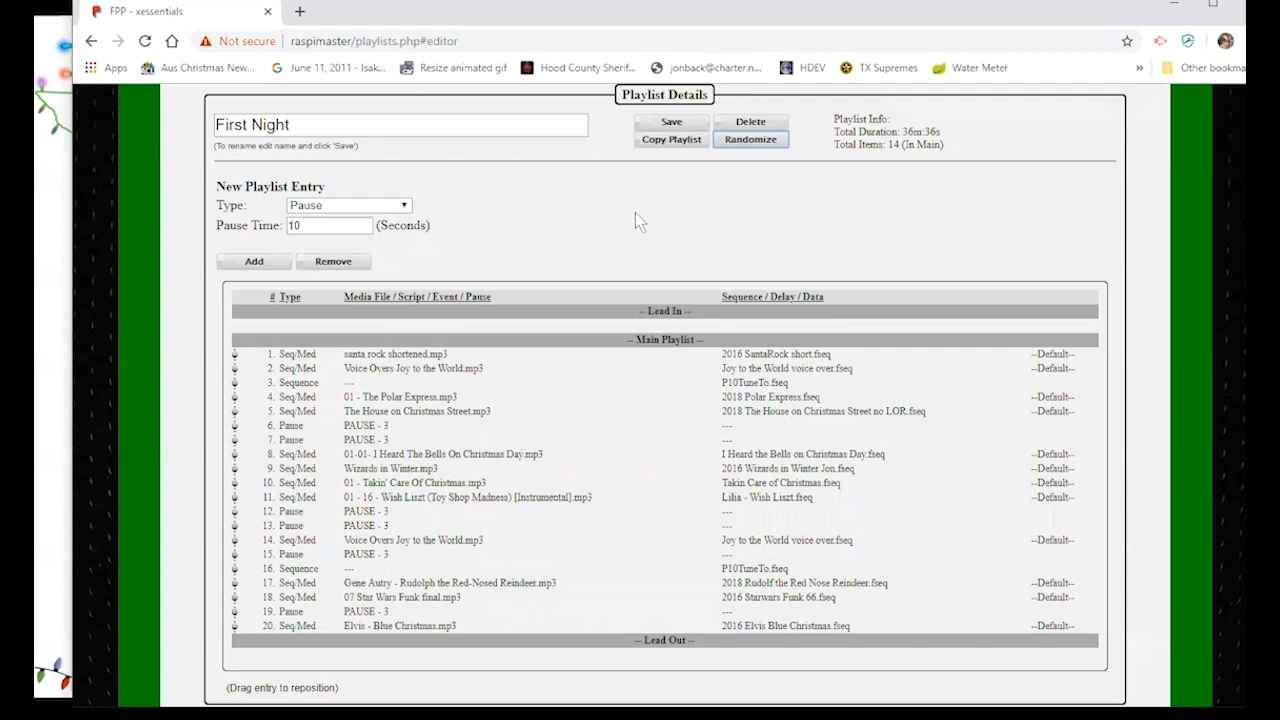 FPP - xessentials
Not secure raspimaster/playlists.php#editor
Apps Aus Christmas New... June 11, 2011 - Isak... Resize animated gif Hood County Sherif... jonback@charter.n... HDEV TX Supremes Water Meter » Other bookma
Playlist Details
First Night Save Delete Playlist Info:
(To rename edit name and click 'Save') Copy Playlist Randomize Total Duration: 36m:36s
Total Items: 14 (In Main)
New Playlist Entry
Type: Pause
Pause Time: 10 (Seconds)
Add Remove
# Type Media File / Script / Event / Pause Sequence / Delay / Data
-- Lead In --
-- Main Playlist --
1. Seq/Med santa rock shortened.mp3 2016 SantaRock short.fseq --Default--
2. Seq/Med Voice Overs Joy to the World.mp3 Joy to the World voice over.fseq --Default--
3. Sequence --- P10TuneTo.fseq
4. Seq/Med 01 - The Polar Express.mp3 2018 Polar Express.fseq --Default--
5. Seq/Med The House on Christmas Street.mp3 2018 The House on Christmas Street no LOR.fseq --Default--
6. Pause PAUSE - 3 ---
7. Pause PAUSE - 3 ---
8. Seq/Med 01-01- I Heard The Bells On Christmas Day.mp3 I Heard the Bells on Christmas Day.fseq --Default--
9. Seq/Med Wizards in Winter.mp3 2016 Wizards in Winter Jon.fseq --Default--
10. Seq/Med 01 - Takin' Care Of Christmas.mp3 Takin Care of Christmas.fseq --Default--
11. Seq/Med 01 - 16 - Wish Liszt (Toy Shop Madness) [Instrumental].mp3 Lilia - Wish Liszt.fseq --Default--
12. Pause PAUSE - 3 ---
13. Pause PAUSE - 3 ---
14. Seq/Med Voice Overs Joy to the World.mp3 Joy to the World voice over.fseq --Default--
15. Pause PAUSE - 3 ---
16. Sequence --- P10TuneTo.fseq
17. Seq/Med Gene Autry - Rudolph the Red-Nosed Reindeer.mp3 2018 Rudolf the Red Nose Reindeer.fseq --Default--
18. Seq/Med 07 Star Wars Funk final.mp3 2016 Starwars Funk 66.fseq --Default--
19. Pause PAUSE - 3 ---
20. Seq/Med Elvis - Blue Christmas.mp3 2016 Elvis Blue Christmas.fseq --Default--
-- Lead Out --
(Drag entry to reposition)